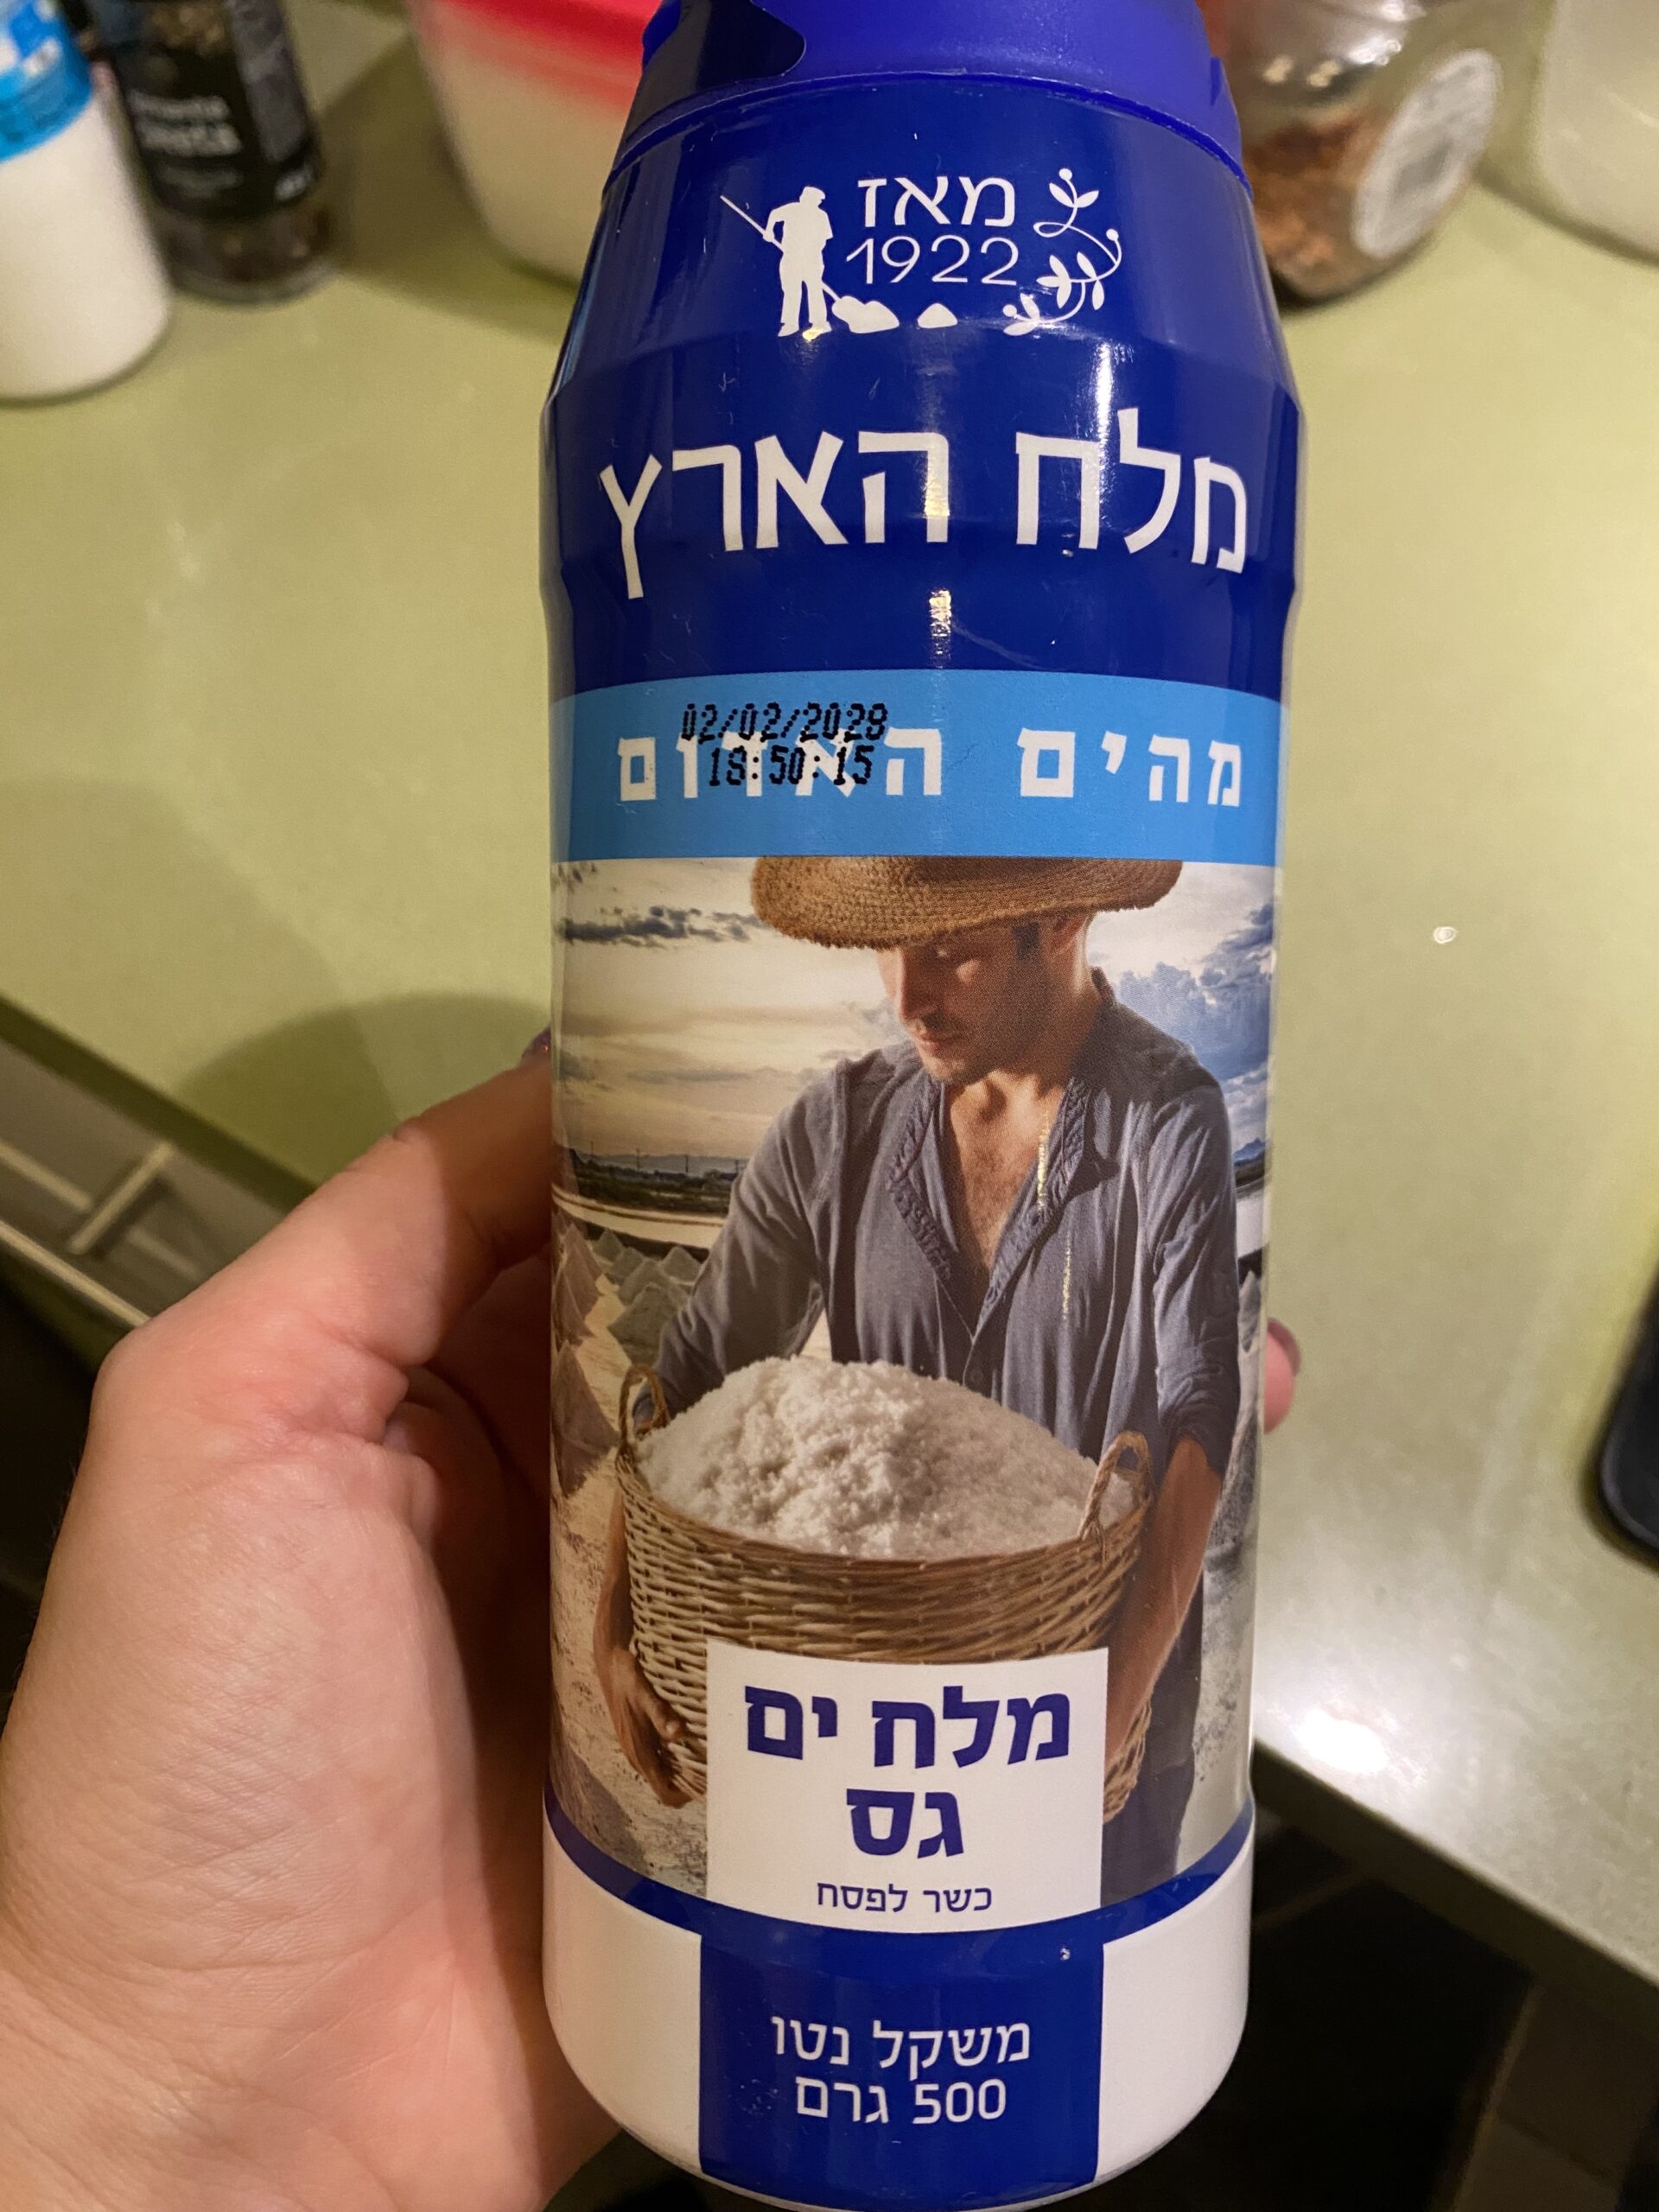 מאז
1922
מלח הארץ
מהים האדום
02/02/2029
18:50:15
מלח ים
גס
כשר לפסח
משקל נטו
500 גרם